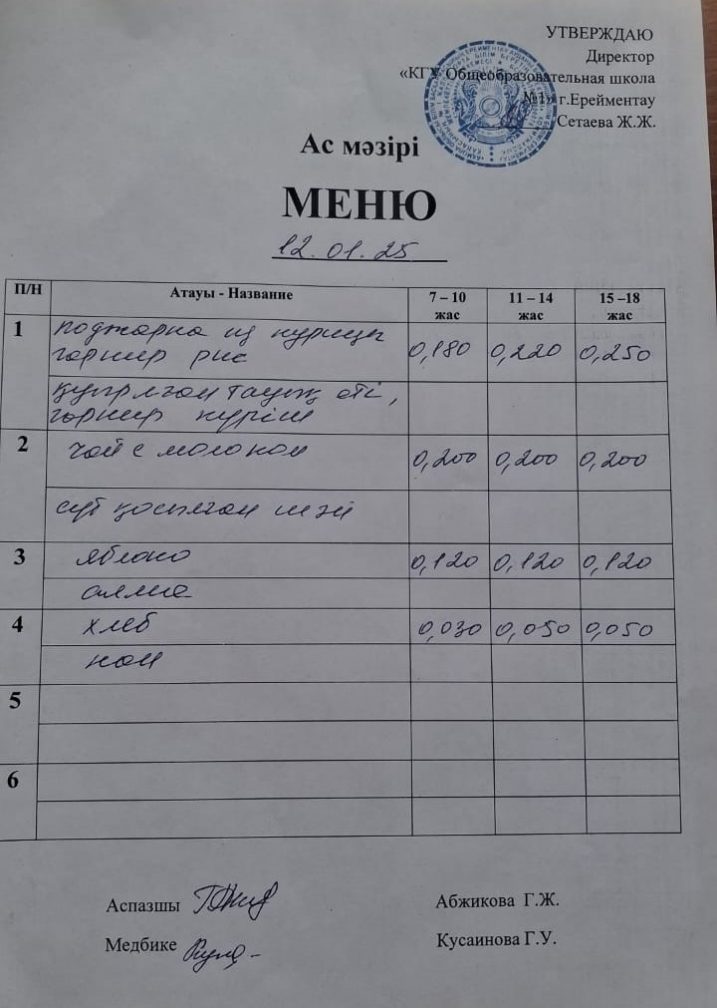 УТВЕРЖДАЮ
Директор
«КГУ Общеобразовательная школа
№1» г.Ерейментау
Сетаева Ж.Ж.
Ас мәзірі
МЕНЮ
12.01.25
П/Н Атауы - Название 7 – 10 жас 11 – 14 жас 15 –18 жас
1 поджарка из курицы
гарнир рис 0,180 0,220 0,250
қуырылған тауық еті,
гарнир күріш
2 чай с молоком 0,200 0,200 0,200
сүт қосылған шәй
3 яблоко 0,120 0,120 0,120
алма
4 хлеб 0,030 0,050 0,050
нан
5
6
Аспазшы Абжикова Г.Ж.
Медбике Кусаинова Г.У.